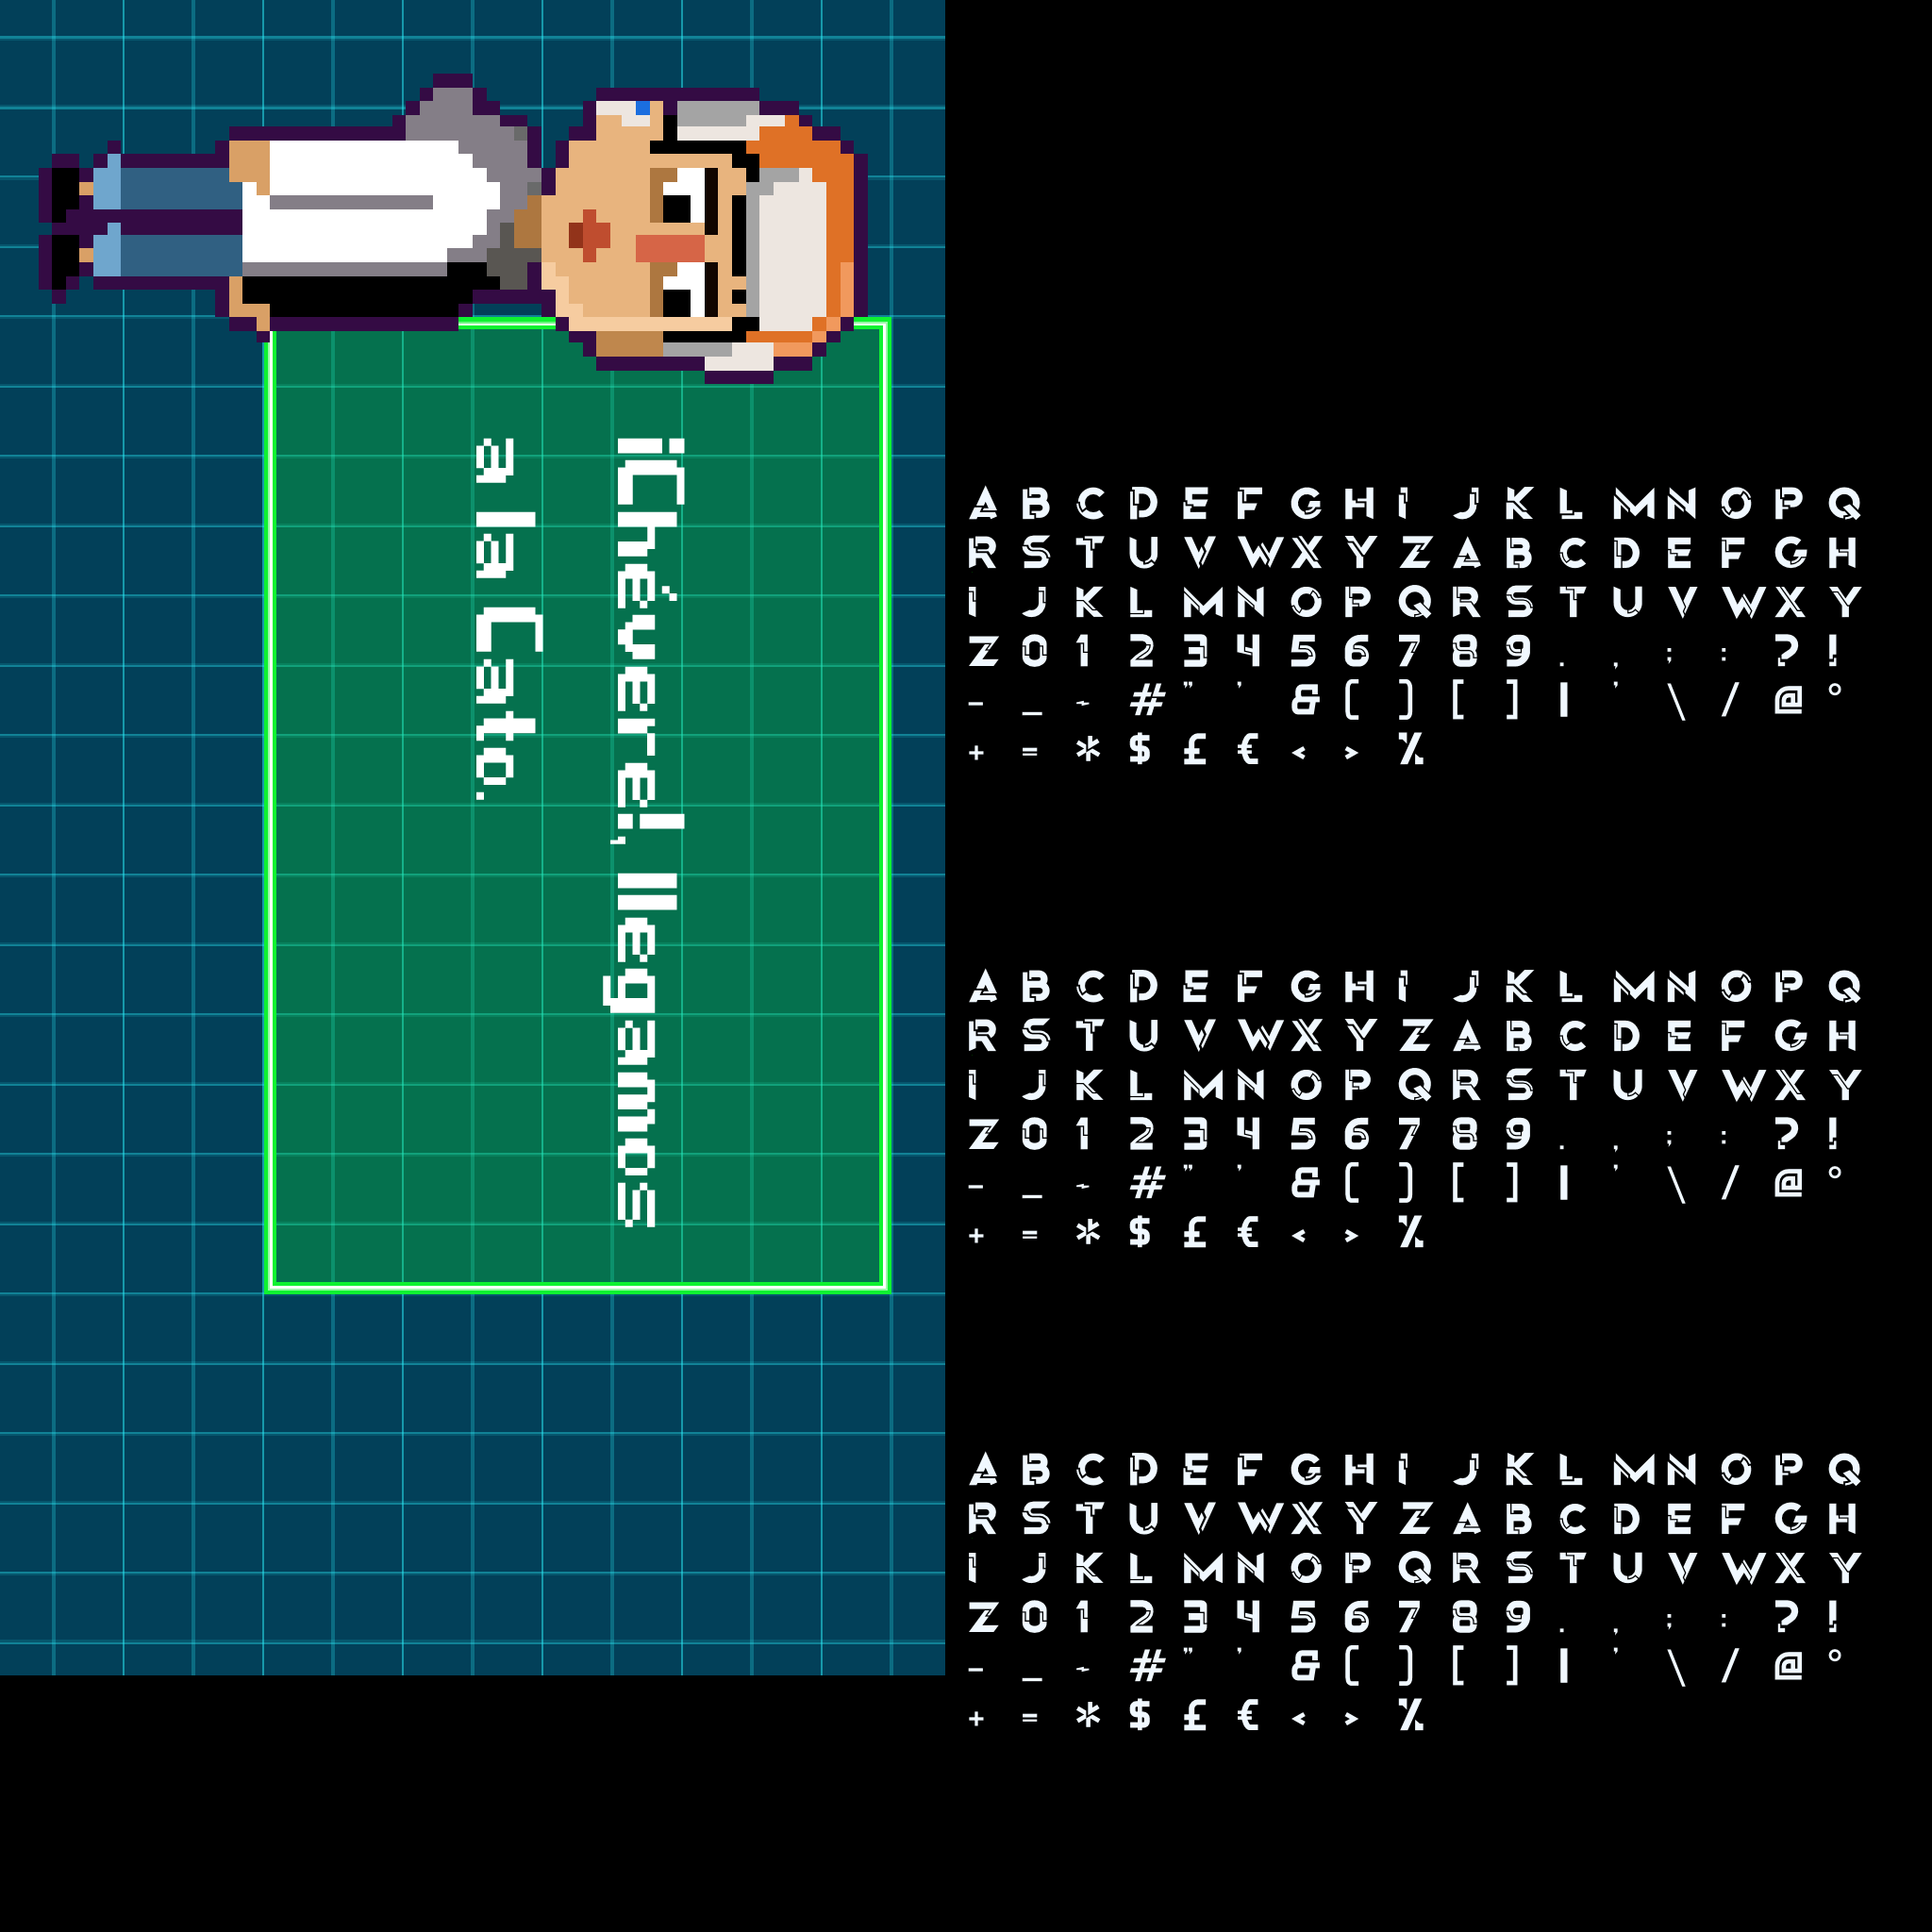 ¡Chévere!, llegamos
a la Cato.
A B C D E F G H I J K L M N O P Q
R S T U V W X Y Z A B C D E F G H
I J K L M N O P Q R S T U V W X Y
Z 0 1 2 3 4 5 6 7 8 9 . , ; : ? !
- _ ~ # " ' & ( ) [ ] | ' \ / @ °
+ = * $ £ € < > %
A B C D E F G H I J K L M N O P Q
R S T U V W X Y Z A B C D E F G H
I J K L M N O P Q R S T U V W X Y
Z 0 1 2 3 4 5 6 7 8 9 . , ; : ? !
- _ ~ # " ' & ( ) [ ] | ' \ / @ °
+ = * $ £ € < > %
A B C D E F G H I J K L M N O P Q
R S T U V W X Y Z A B C D E F G H
I J K L M N O P Q R S T U V W X Y
Z 0 1 2 3 4 5 6 7 8 9 . , ; : ? !
- _ ~ # " ' & ( ) [ ] | ' \ / @ °
+ = * $ £ € < > %